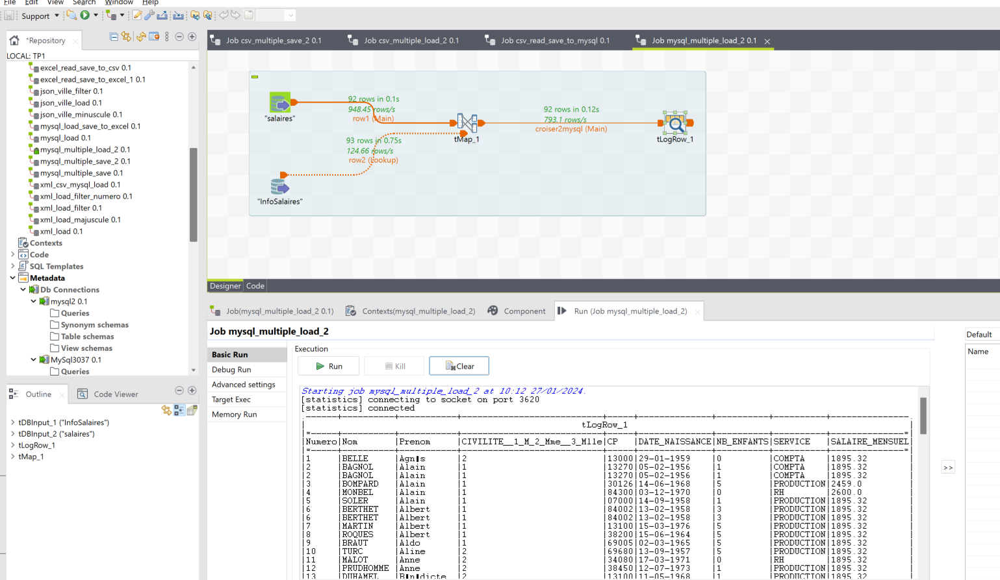 File Edit View Search Window Help
Support
*Repository
LOCAL: TP1
excel_read_save_to_csv 0.1
excel_read_save_to_excel_1 0.1
json_ville_filter 0.1
json_ville_load 0.1
json_ville_minuscule 0.1
mysql_load_save_to_excel 0.1
mysql_load 0.1
mysql_multiple_load_2 0.1
mysql_multiple_save_2 0.1
mysql_multiple_save 0.1
xml_csv_mysql_load 0.1
xml_load_filter_numero 0.1
xml_load_filter 0.1
xml_load_majuscule 0.1
xml_load 0.1
Contexts
Code
SQL Templates
Metadata
Db Connections
mysql2 0.1
Queries
Synonym schemas
Table schemas
View schemas
MySql3037 0.1
Queries
Outline
Code Viewer
tDBInput_1 ("InfoSalaires")
tDBInput_2 ("salaires")
tLogRow_1
tMap_1
Job csv_multiple_save_2 0.1
Job csv_multiple_load_2 0.1
Job csv_read_save_to_mysql 0.1
Job mysql_multiple_load_2 0.1
"salaires"
92 rows in 0.1s
948.45 rows/s
row1 (Main)
93 rows in 0.75s
124.66 rows/s
row2 (Lookup)
"InfoSalaires"
tMap_1
92 rows in 0.12s
793.1 rows/s
croiser2mysql (Main)
tLogRow_1
Designer Code
Job(mysql_multiple_load_2 0.1)
Contexts(mysql_multiple_load_2)
Component
Run (Job mysql_multiple_load_2)
Job mysql_multiple_load_2
Basic Run
Debug Run
Advanced settings
Target Exec
Memory Run
Execution
Run
Kill
Clear
Default
Name
>>
Starting job mysql_multiple_load_2 at 10:12 27/01/2024.
[statistics] connecting to socket on port 3620
[statistics] connected
tLogRow_1
Numero|Nom |Prenom |CIVILITE__1_M_2_Mme__3_Mlle|CP |DATE_NAISSANCE|NB_ENFANTS|SERVICE |SALAIRE_MENSUEL|
|1 |BELLE |Agn▮s |2 |13000|29-01-1959 |0 |COMPTA |1895.32 |
|2 |BAGNOL |Alain |1 |13270|05-02-1956 |1 |COMPTA |1895.32 |
|2 |BAGNOL |Alain |1 |13270|05-02-1956 |1 |COMPTA |1895.32 |
|3 |BOMPARD |Alain |1 |30126|14-06-1968 |5 |PRODUCTION|2459.0 |
|4 |MONBEL |Alain |1 |84300|03-12-1970 |0 |RH |2600.0 |
|5 |SOLER |Alain |1 |07000|14-09-1958 |1 |PRODUCTION|1895.32 |
|6 |BERTHET |Albert |1 |84002|13-02-1958 |3 |PRODUCTION|1895.32 |
|6 |BERTHET |Albert |1 |84002|13-02-1958 |3 |PRODUCTION|1895.32 |
|7 |MARTIN |Albert |1 |13100|15-03-1976 |5 |PRODUCTION|1895.32 |
|8 |ROQUES |Albert |1 |38200|15-06-1964 |5 |PRODUCTION|1895.32 |
|9 |BRAUT |Aldo |1 |69005|02-03-1965 |5 |PRODUCTION|1895.32 |
|10 |TURC |Aline |2 |69680|13-09-1957 |5 |PRODUCTION|1895.32 |
|11 |MALOT |Anne |2 |34080|17-03-1971 |0 |RH |1895.32 |
|12 |PRUDHOMME |Anne |2 |38450|12-07-1973 |1 |PRODUCTION|1895.32 |
|13 |DUHAMEL |B▮n▮dicte |2 |13100|11-05-1968 |1 |PRODUCTION|1895.32 |